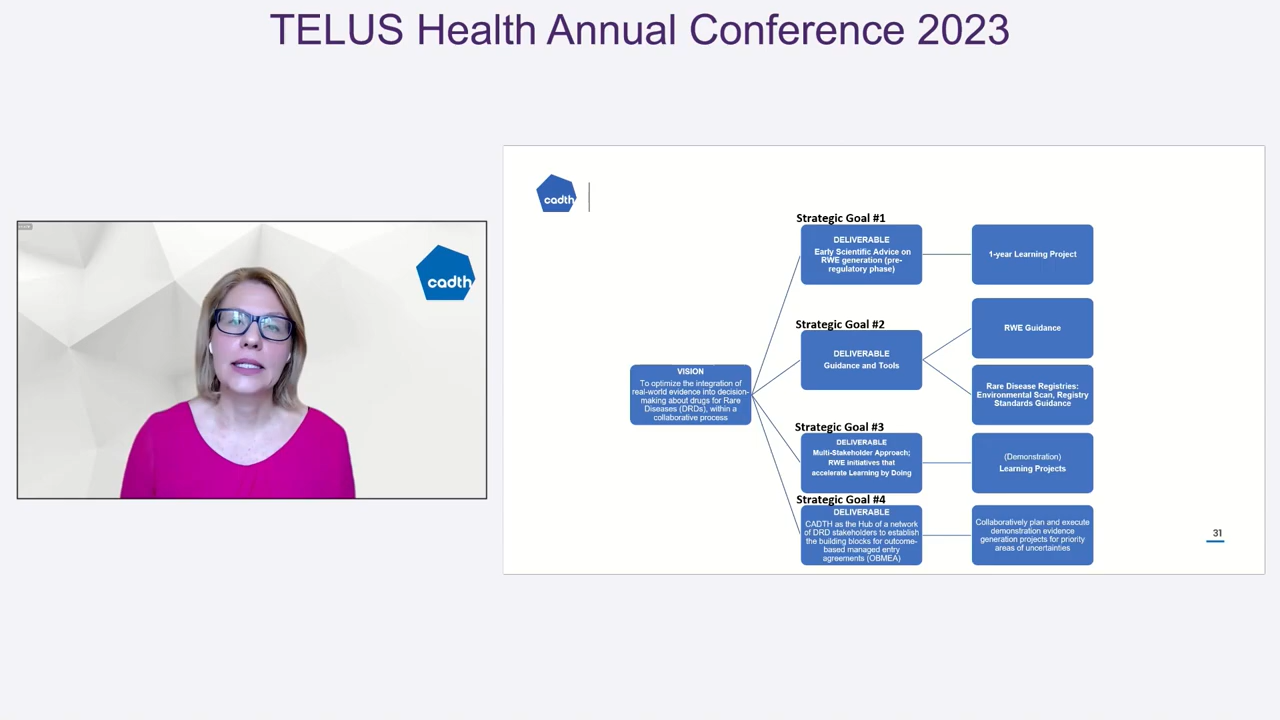 TELUS Health Annual Conference 2023
cadth
cadth
Strategic Goal #1
DELIVERABLE
Early Scientific Advice on
RWE generation (pre-
regulatory phase)
1-year Learning Project
Strategic Goal #2
DELIVERABLE
Guidance and Tools
RWE Guidance
Rare Disease Registries:
Environmental Scan, Registry
Standards Guidance
VISION
To optimize the integration of
real-world evidence into decision-
making about drugs for Rare
Diseases (DRDs), within a
collaborative process
Strategic Goal #3
DELIVERABLE
Multi-Stakeholder Approach;
RWE initiatives that
accelerate Learning by Doing
(Demonstration)
Learning Projects
Strategic Goal #4
DELIVERABLE
CADTH as the Hub of a network
of DRD stakeholders to establish
the building blocks for outcome-
based managed entry
agreements (OBMEA)
Collaboratively plan and execute
demonstration evidence
generation projects for priority
areas of uncertainties
31